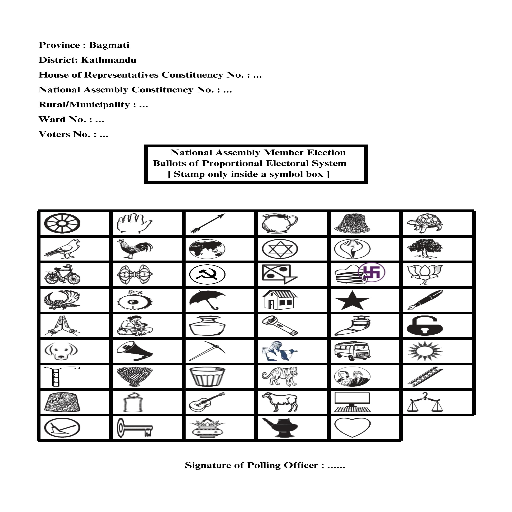 Province : Bagmati
District: Kathmandu
House of Representatives Constituency No. : ...
National Assembly Constituency No. : ...
Rural/Municipality : ...
Ward No. : ...
Voters No. : ...
National Assembly Member Election
Ballots of Proportional Electoral System
[ Stamp only inside a symbol box ]
Signature of Polling Officer : ......